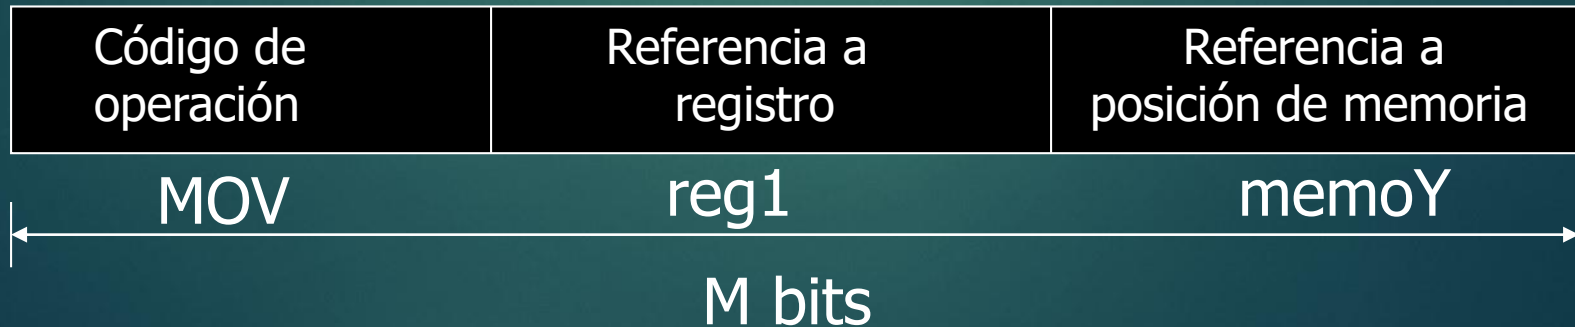 Código de
operación
Referencia a
registro
Referencia a
posición de memoria
MOV
reg1
memoY
M bits